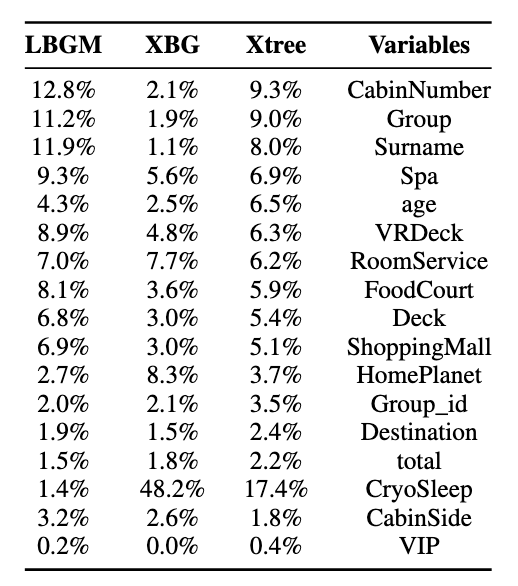 LBGM XBG Xtree Variables
12.8% 2.1% 9.3% CabinNumber
11.2% 1.9% 9.0% Group
11.9% 1.1% 8.0% Surname
9.3% 5.6% 6.9% Spa
4.3% 2.5% 6.5% age
8.9% 4.8% 6.3% VRDeck
7.0% 7.7% 6.2% RoomService
8.1% 3.6% 5.9% FoodCourt
6.8% 3.0% 5.4% Deck
6.9% 3.0% 5.1% ShoppingMall
2.7% 8.3% 3.7% HomePlanet
2.0% 2.1% 3.5% Group_id
1.9% 1.5% 2.4% Destination
1.5% 1.8% 2.2% total
1.4% 48.2% 17.4% CryoSleep
3.2% 2.6% 1.8% CabinSide
0.2% 0.0% 0.4% VIP